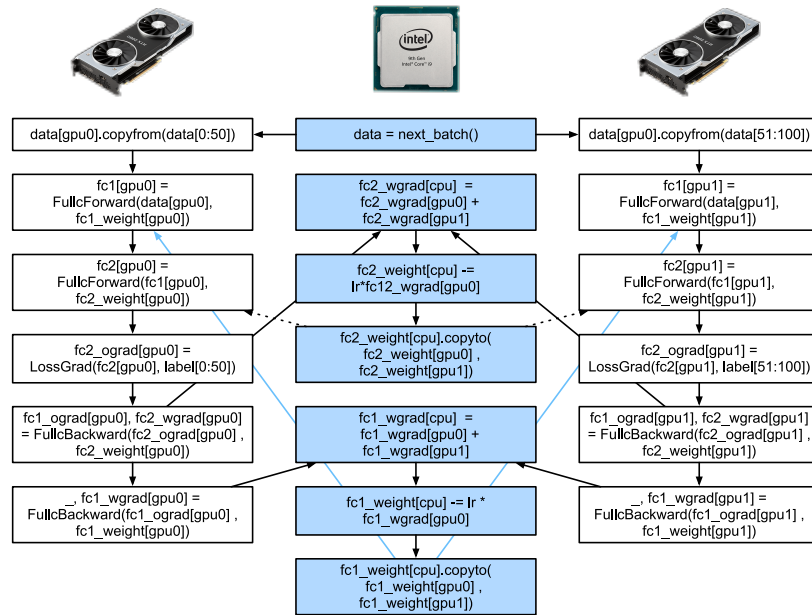 intel
9th Gen
Intel® Core™ i9
data[gpu0].copyfrom(data[0:50])
data = next_batch()
data[gpu0].copyfrom(data[51:100])
fc1[gpu0] =
FullcForward(data[gpu0],
fc1_weight[gpu0])
fc2_wgrad[cpu] =
fc2_wgrad[gpu0] +
fc2_wgrad[gpu1]
fc1[gpu1] =
FullcForward(data[gpu1],
fc1_weight[gpu1])
fc2[gpu0] =
FullcForward(fc1[gpu0],
fc2_weight[gpu0])
fc2_weight[cpu] -=
lr*fc12_wgrad[gpu0]
fc2[gpu1] =
FullcForward(fc1[gpu1],
fc2_weight[gpu1])
fc2_ograd[gpu0] =
LossGrad(fc2[gpu0], label[0:50])
fc2_weight[cpu].copyto(
fc2_weight[gpu0] ,
fc2_weight[gpu1])
fc2_ograd[gpu1] =
LossGrad(fc2[gpu1], label[51:100])
fc1_ograd[gpu0], fc2_wgrad[gpu0]
= FullcBackward(fc2_ograd[gpu0] ,
fc2_weight[gpu0])
fc1_wgrad[cpu] =
fc1_wgrad[gpu0] +
fc1_wgrad[gpu1]
fc1_ograd[gpu1], fc2_wgrad[gpu1]
= FullcBackward(fc2_ograd[gpu1] ,
fc2_weight[gpu1])
_, fc1_wgrad[gpu0] =
FullcBackward(fc1_ograd[gpu0] ,
fc1_weight[gpu0])
fc1_weight[cpu] -= lr *
fc1_wgrad[gpu0]
_, fc1_wgrad[gpu1] =
FullcBackward(fc1_ograd[gpu1] ,
fc1_weight[gpu1])
fc1_weight[cpu].copyto(
fc1_weight[gpu0] ,
fc1_weight[gpu1])